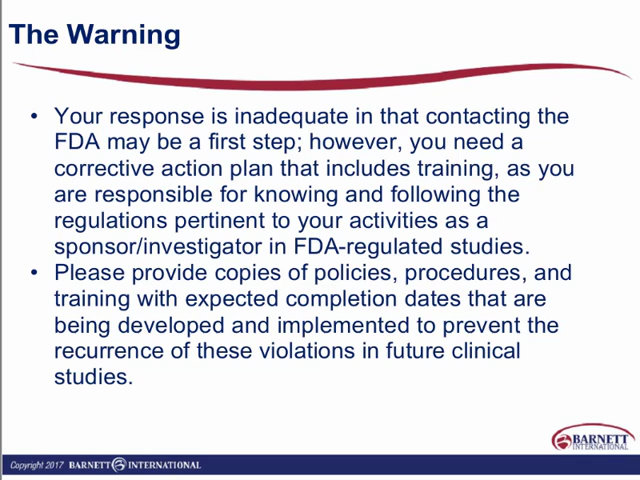 The Warning
• Your response is inadequate in that contacting the
FDA may be a first step; however, you need a
corrective action plan that includes training, as you
are responsible for knowing and following the
regulations pertinent to your activities as a
sponsor/investigator in FDA-regulated studies.
• Please provide copies of policies, procedures, and
training with expected completion dates that are
being developed and implemented to prevent the
recurrence of these violations in future clinical
studies.
BARNETT
INTERNATIONAL
Copyright 2017 BARNETT INTERNATIONAL